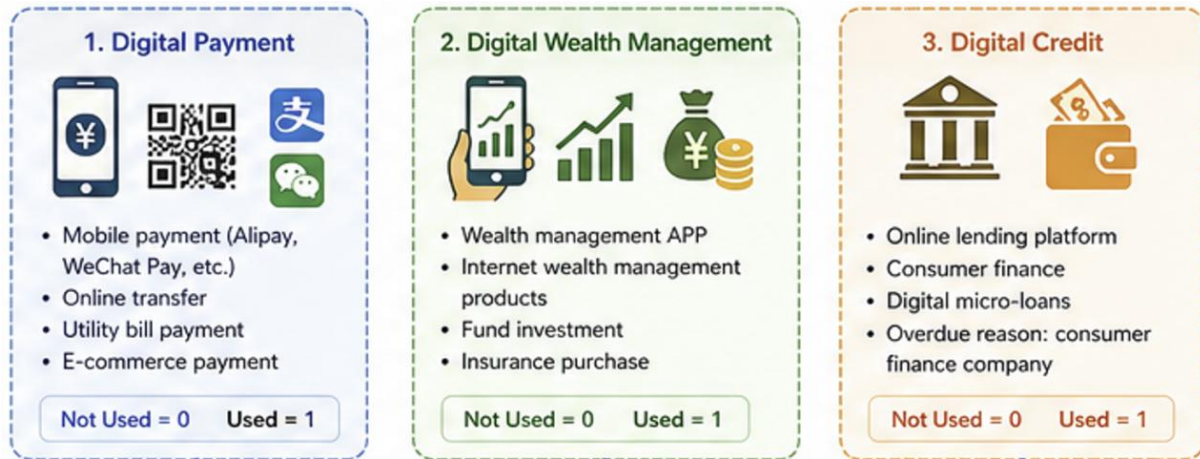 1. Digital Payment
¥
支
• Mobile payment (Alipay,
WeChat Pay, etc.)
• Online transfer
• Utility bill payment
• E-commerce payment
Not Used = 0 Used = 1
2. Digital Wealth Management
¥
• Wealth management APP
• Internet wealth management
products
• Fund investment
• Insurance purchase
Not Used = 0 Used = 1
3. Digital Credit
• Online lending platform
• Consumer finance
• Digital micro-loans
• Overdue reason: consumer
finance company
Not Used = 0 Used = 1